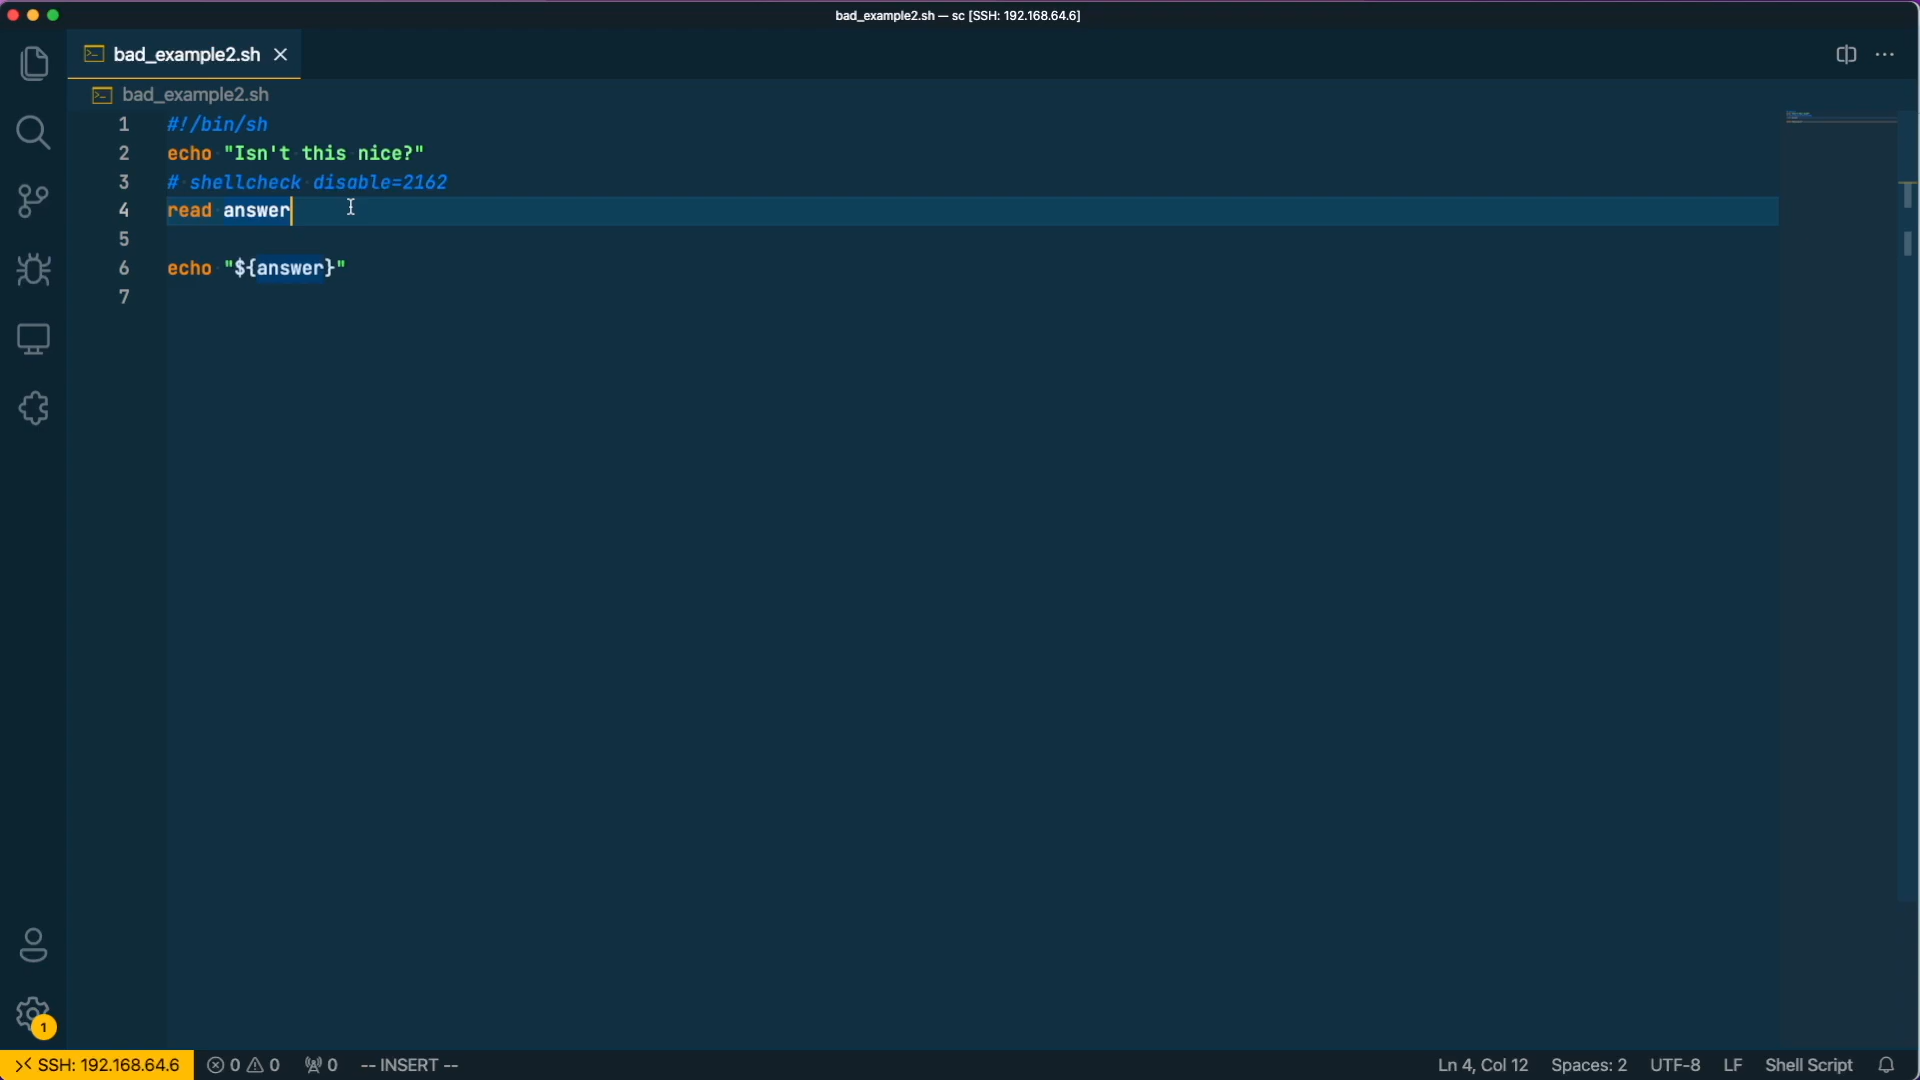 bad_example2.sh — sc [SSH: 192.168.64.6]
bad_example2.sh
bad_example2.sh
1 #!/bin/sh
2 echo "Isn't this nice?"
3 # shellcheck disable=2162
4 read answer
5
6 echo "${answer}"
7
1
SSH: 192.168.64.6 0 0 0 -- INSERT -- Ln 4, Col 12 Spaces: 2 UTF-8 LF Shell Script